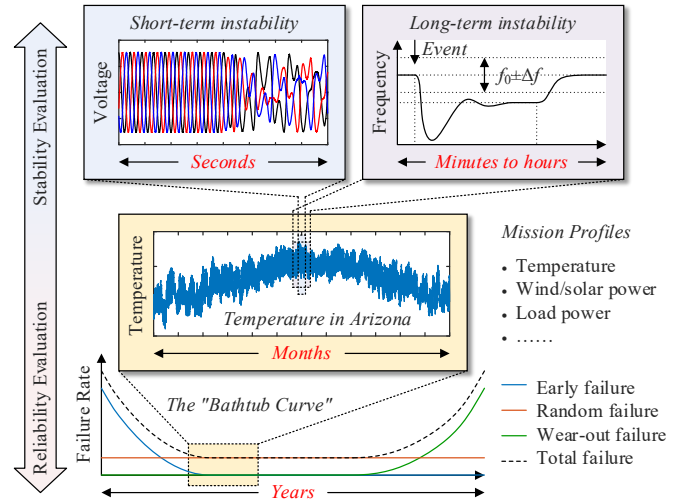 Short-term instability
Long-term instability
Stability Evaluation
Reliability Evaluation
Voltage
Seconds
Event
Frequency
f₀±Δf
Minutes to hours
Temperature
Temperature in Arizona
Months
Mission Profiles
• Temperature
• Wind/solar power
• Load power
• ……
Failure Rate
The "Bathtub Curve"
Years
Early failure
Random failure
Wear-out failure
Total failure